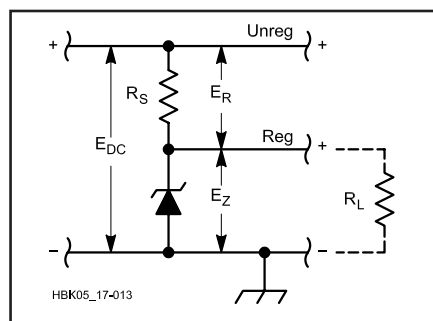 Unreg
+ +
R_S E_R
E_DC
Reg
+
E_Z
R_L
− − −
HBK05_17-013